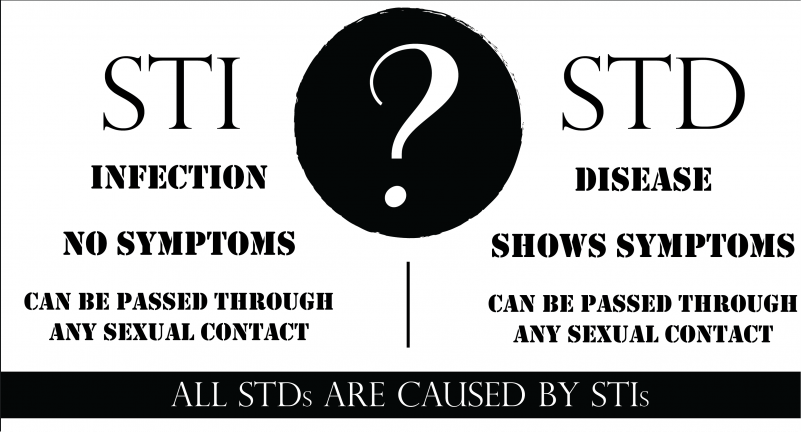 STI
INFECTION
NO SYMPTOMS
CAN BE PASSED THROUGH
ANY SEXUAL CONTACT
?
STD
DISEASE
SHOWS SYMPTOMS
CAN BE PASSED THROUGH
ANY SEXUAL CONTACT
ALL STDs ARE CAUSED BY STIs